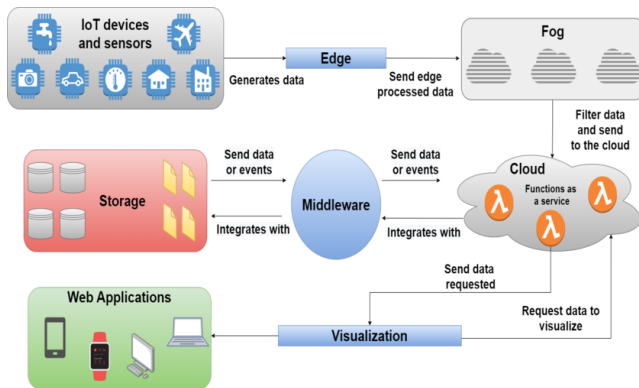 IoT devices
and sensors
Generates data
Edge
Send edge
processed data
Fog
Filter data
and send
to the cloud
Storage
Send data
or events
Integrates with
Middleware
Send data
or events
Integrates with
Cloud
Functions as
a service
λ
λ
λ
Send data
requested
Request data to
visualize
Web Applications
Visualization